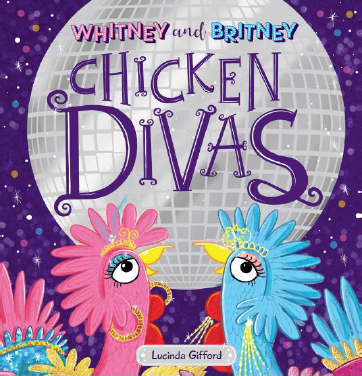 WHITNEY and BRITNEY
CHICKEN
DIVAS
Lucinda Gifford